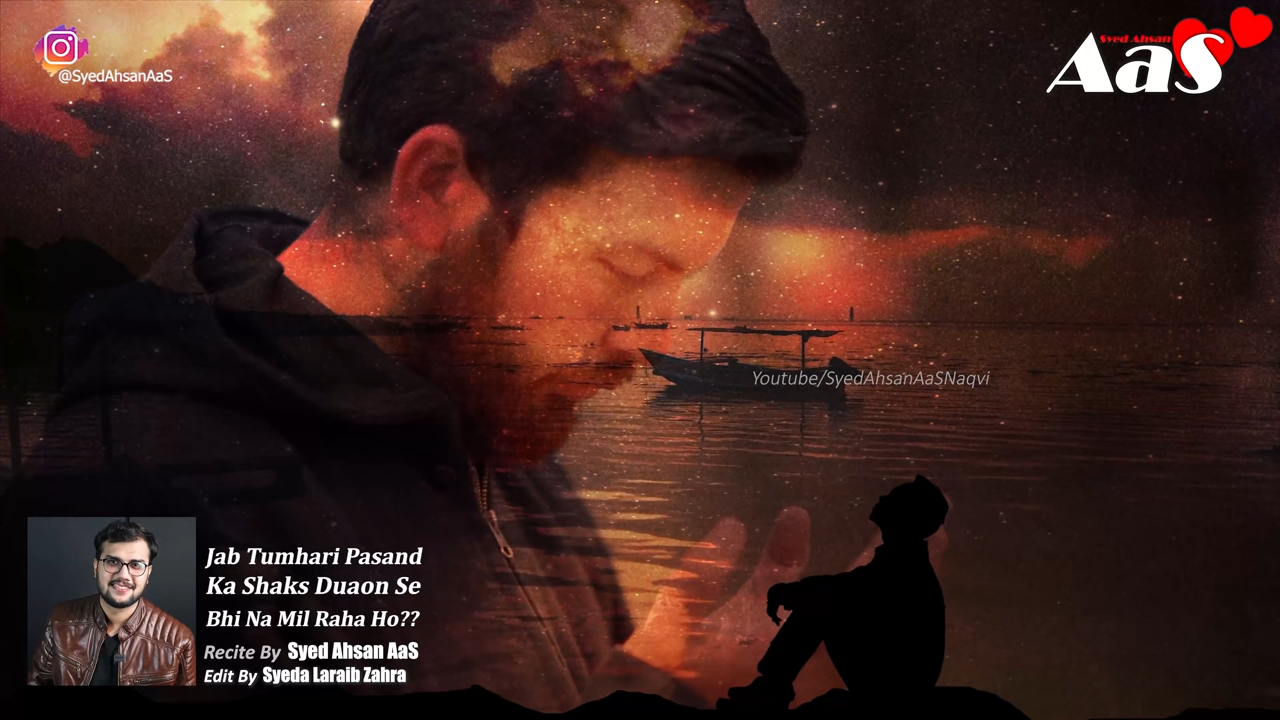 @SyedAhsanAaS
Syed Ahsan
AaS
Youtube/SyedAhsanAaSNaqvi
Jab Tumhari Pasand
Ka Shaks Duaon Se
Bhi Na Mil Raha Ho??
Recite By Syed Ahsan AaS
Edit By Syeda Laraib Zahra